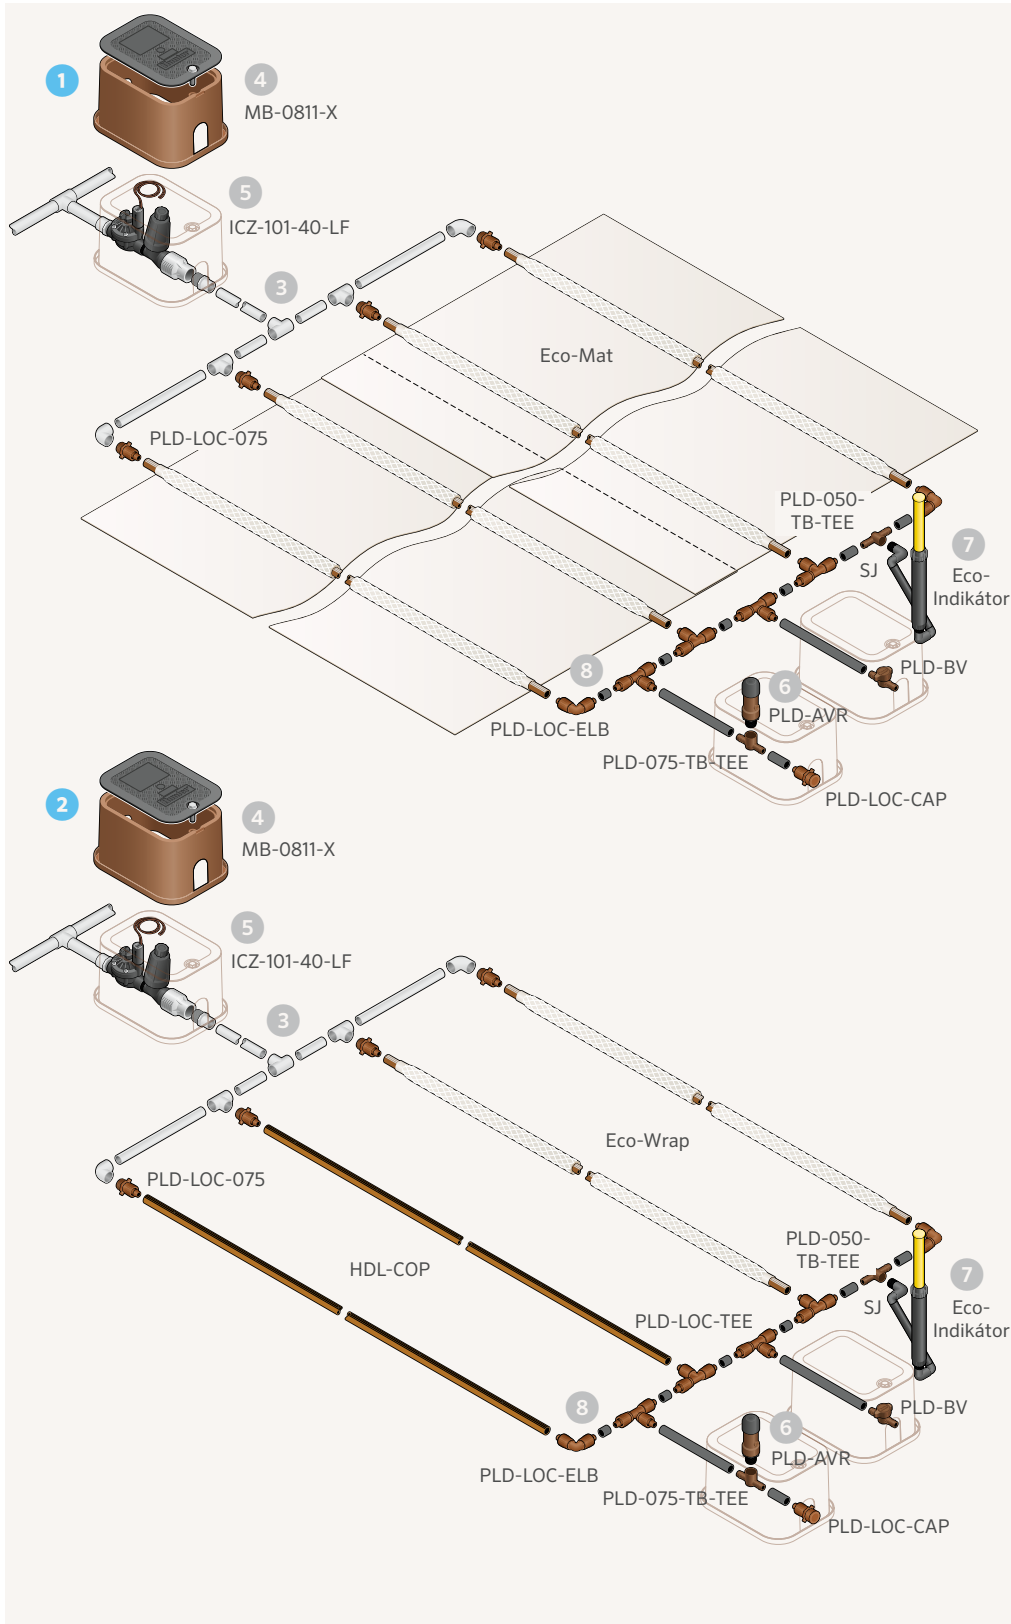 1
4
MB-0811-X
5
ICZ-101-40-LF
3
Eco-Mat
PLD-LOC-075
PLD-050-
TB-TEE
7
SJ
Eco-
Indikátor
8
PLD-BV
6
PLD-AVR
PLD-LOC-ELB
PLD-075-TB-TEE
PLD-LOC-CAP
2
4
MB-0811-X
5
ICZ-101-40-LF
3
Eco-Wrap
PLD-LOC-075
PLD-050-
TB-TEE
HDL-COP
7
SJ
Eco-
Indikátor
PLD-LOC-TEE
8
PLD-BV
6
PLD-AVR
PLD-LOC-ELB
PLD-075-TB-TEE
PLD-LOC-CAP